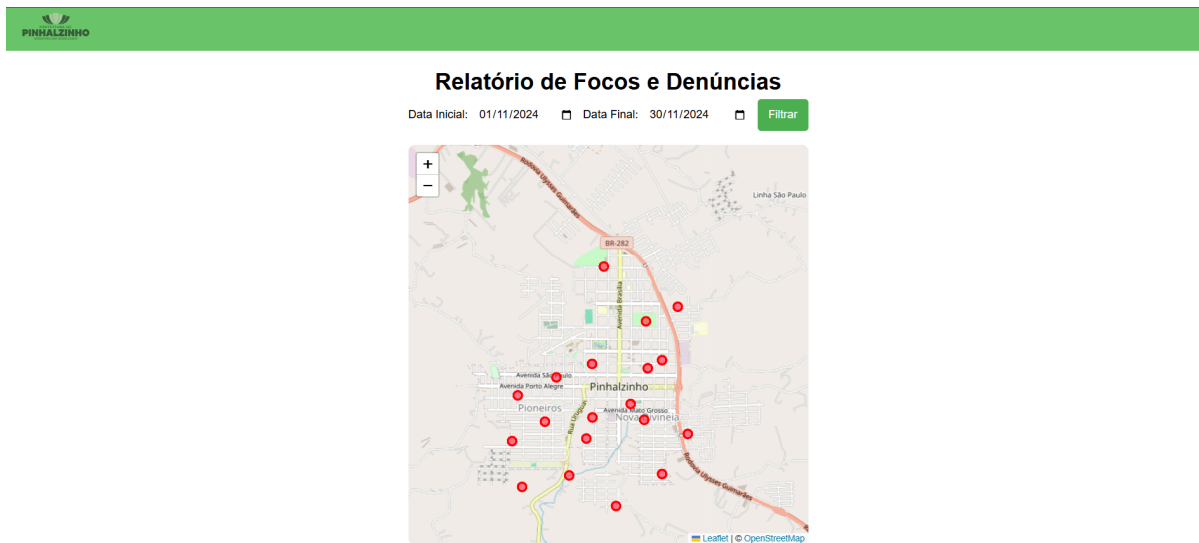 PINHALZINHO
Relatório de Focos e Denúncias
Data Inicial: 01/11/2024 Data Final: 30/11/2024 Filtrar
+
−
Rodovia Ulysses Guimarães
Linha São Paulo
BR-282
Avenida Brasília
Avenida São Paulo
Avenida Porto Alegre
Pinhalzinho
Pioneiros
Avenida Mato Grosso
Nova Divineia
Rua Uruguai
Rodovia Ulysses Guimarães
Leaflet | © OpenStreetMap